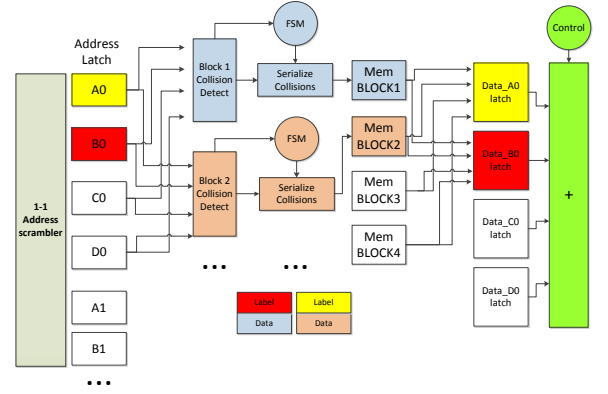 FSM
Control
Address
Latch
Block 1
Collision
Detect
Serialize
Collisions
Mem
BLOCK1
A0
Data_A0
latch
B0
FSM
Mem
BLOCK2
Data_B0
latch
Block 2
Collision
Detect
Serialize
Collisions
Mem
BLOCK3
C0
1-1
Address
scrambler
+
Data_C0
latch
D0
Mem
BLOCK4
•••
•••
Data_D0
latch
A1
Label
Label
Data
Data
B1
•••